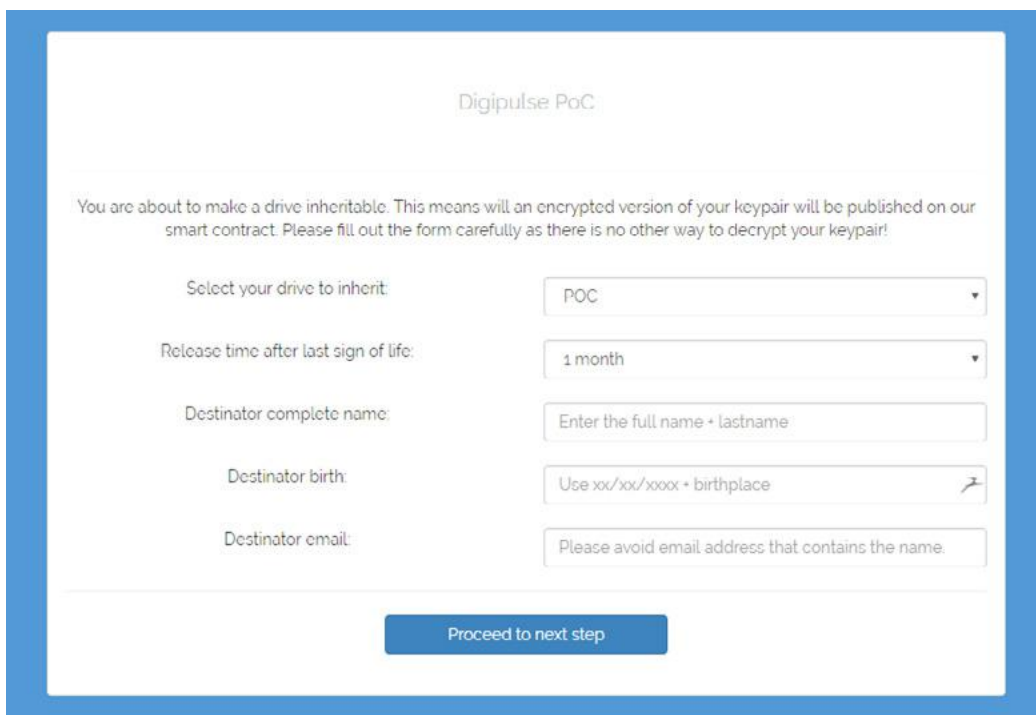 Digipulse PoC
You are about to make a drive inheritable. This means will an encrypted version of your keypair will be published on our
smart contract. Please fill out the form carefully as there is no other way to decrypt your keypair!
Select your drive to inherit: POC
Release time after last sign of life: 1 month
Destinator complete name: Enter the full name + lastname
Destinator birth: Use xx/xx/xxxx + birthplace
Destinator email: Please avoid email address that contains the name.
Proceed to next step